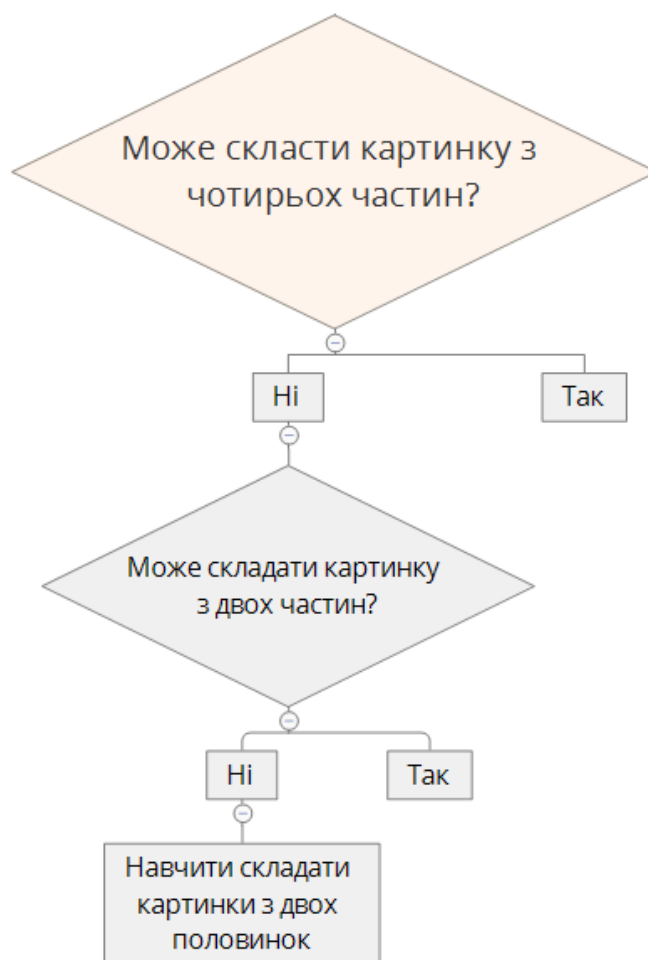 Може скласти картинку з
чотирьох частин?
Ні
Так
Може складати картинку
з двох частин?
Ні
Так
Навчити складати
картинки з двох
половинок